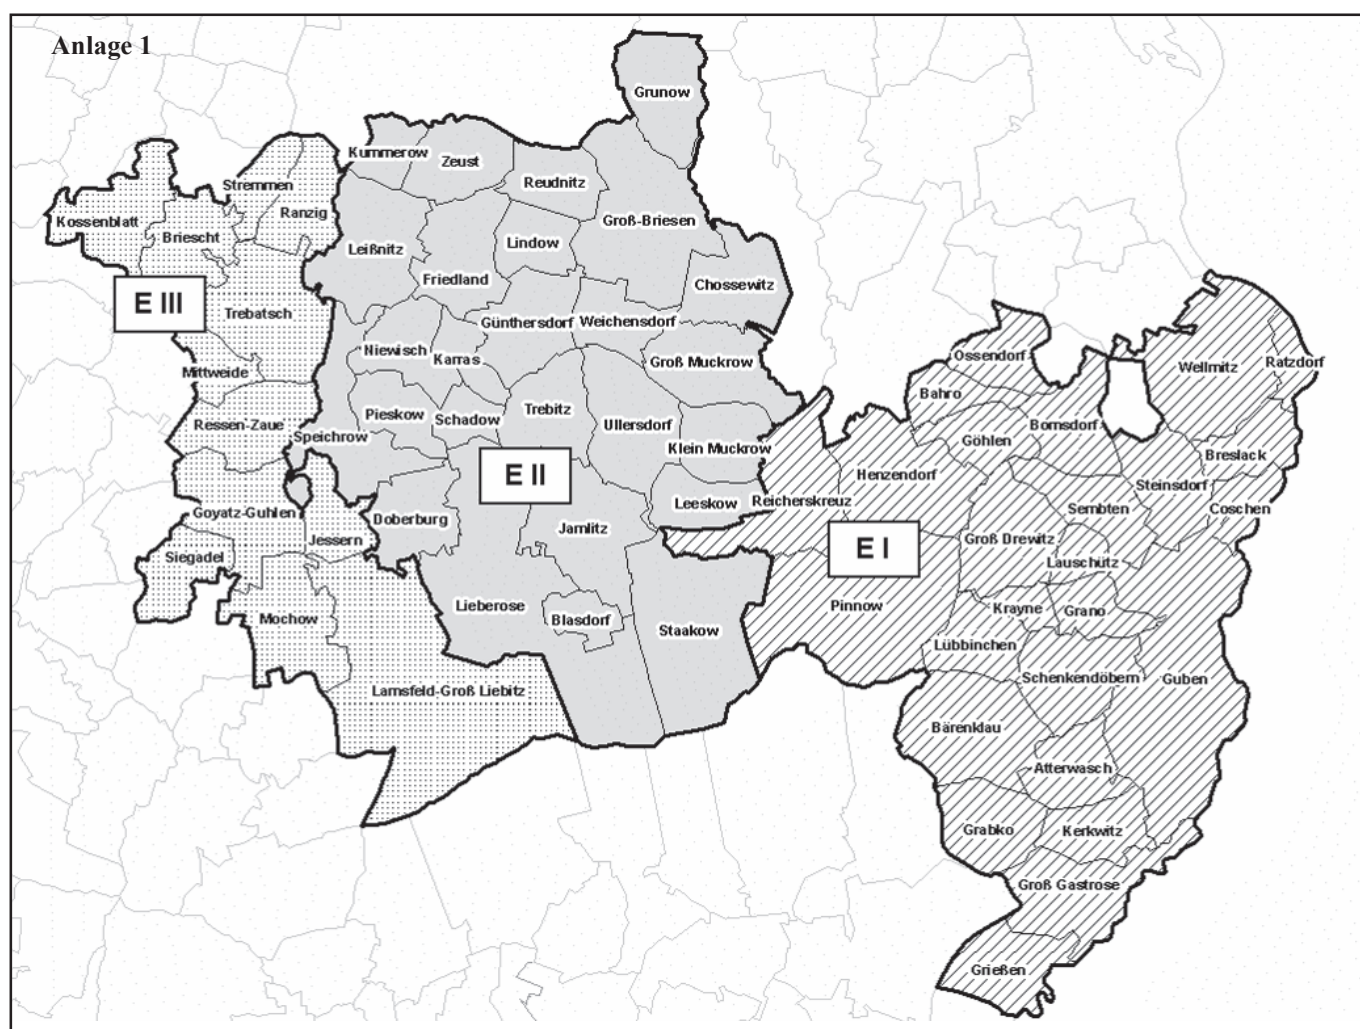 Anlage 1
Grunow
Kummerow
Zeust
Reudnitz
Stremmen
Ranzig
Kossenblatt
Briescht
Groß-Briesen
Leißnitz
Lindow
Friedland
Chossewitz
E III
Trebatsch
Günthersdorf
Weichensdorf
Niewisch
Karras
Groß Muckrow
Mittweide
Ossendorf
Wellmitz
Ratzdorf
Bahro
Pieskow
Schadow
Trebitz
Ullersdorf
Ressen-Zaue
Speichrow
Bomsdorf
Göhlen
Klein Muckrow
Breslack
E II
Henzendorf
Steinsdorf
Reicherskreuz
Leeskow
Goyatz-Guhlen
Doberburg
Jamlitz
Sembten
Coschen
Jessern
Groß Drewitz
E I
Siegadel
Lauschütz
Lieberose
Pinnow
Krayne
Grano
Mochow
Blasdorf
Staakow
Lübbinchen
Lamsfeld-Groß Liebitz
Schenkendöbern
Guben
Bärenklau
Atterwasch
Grabko
Kerkwitz
Groß Gastrose
Grießen